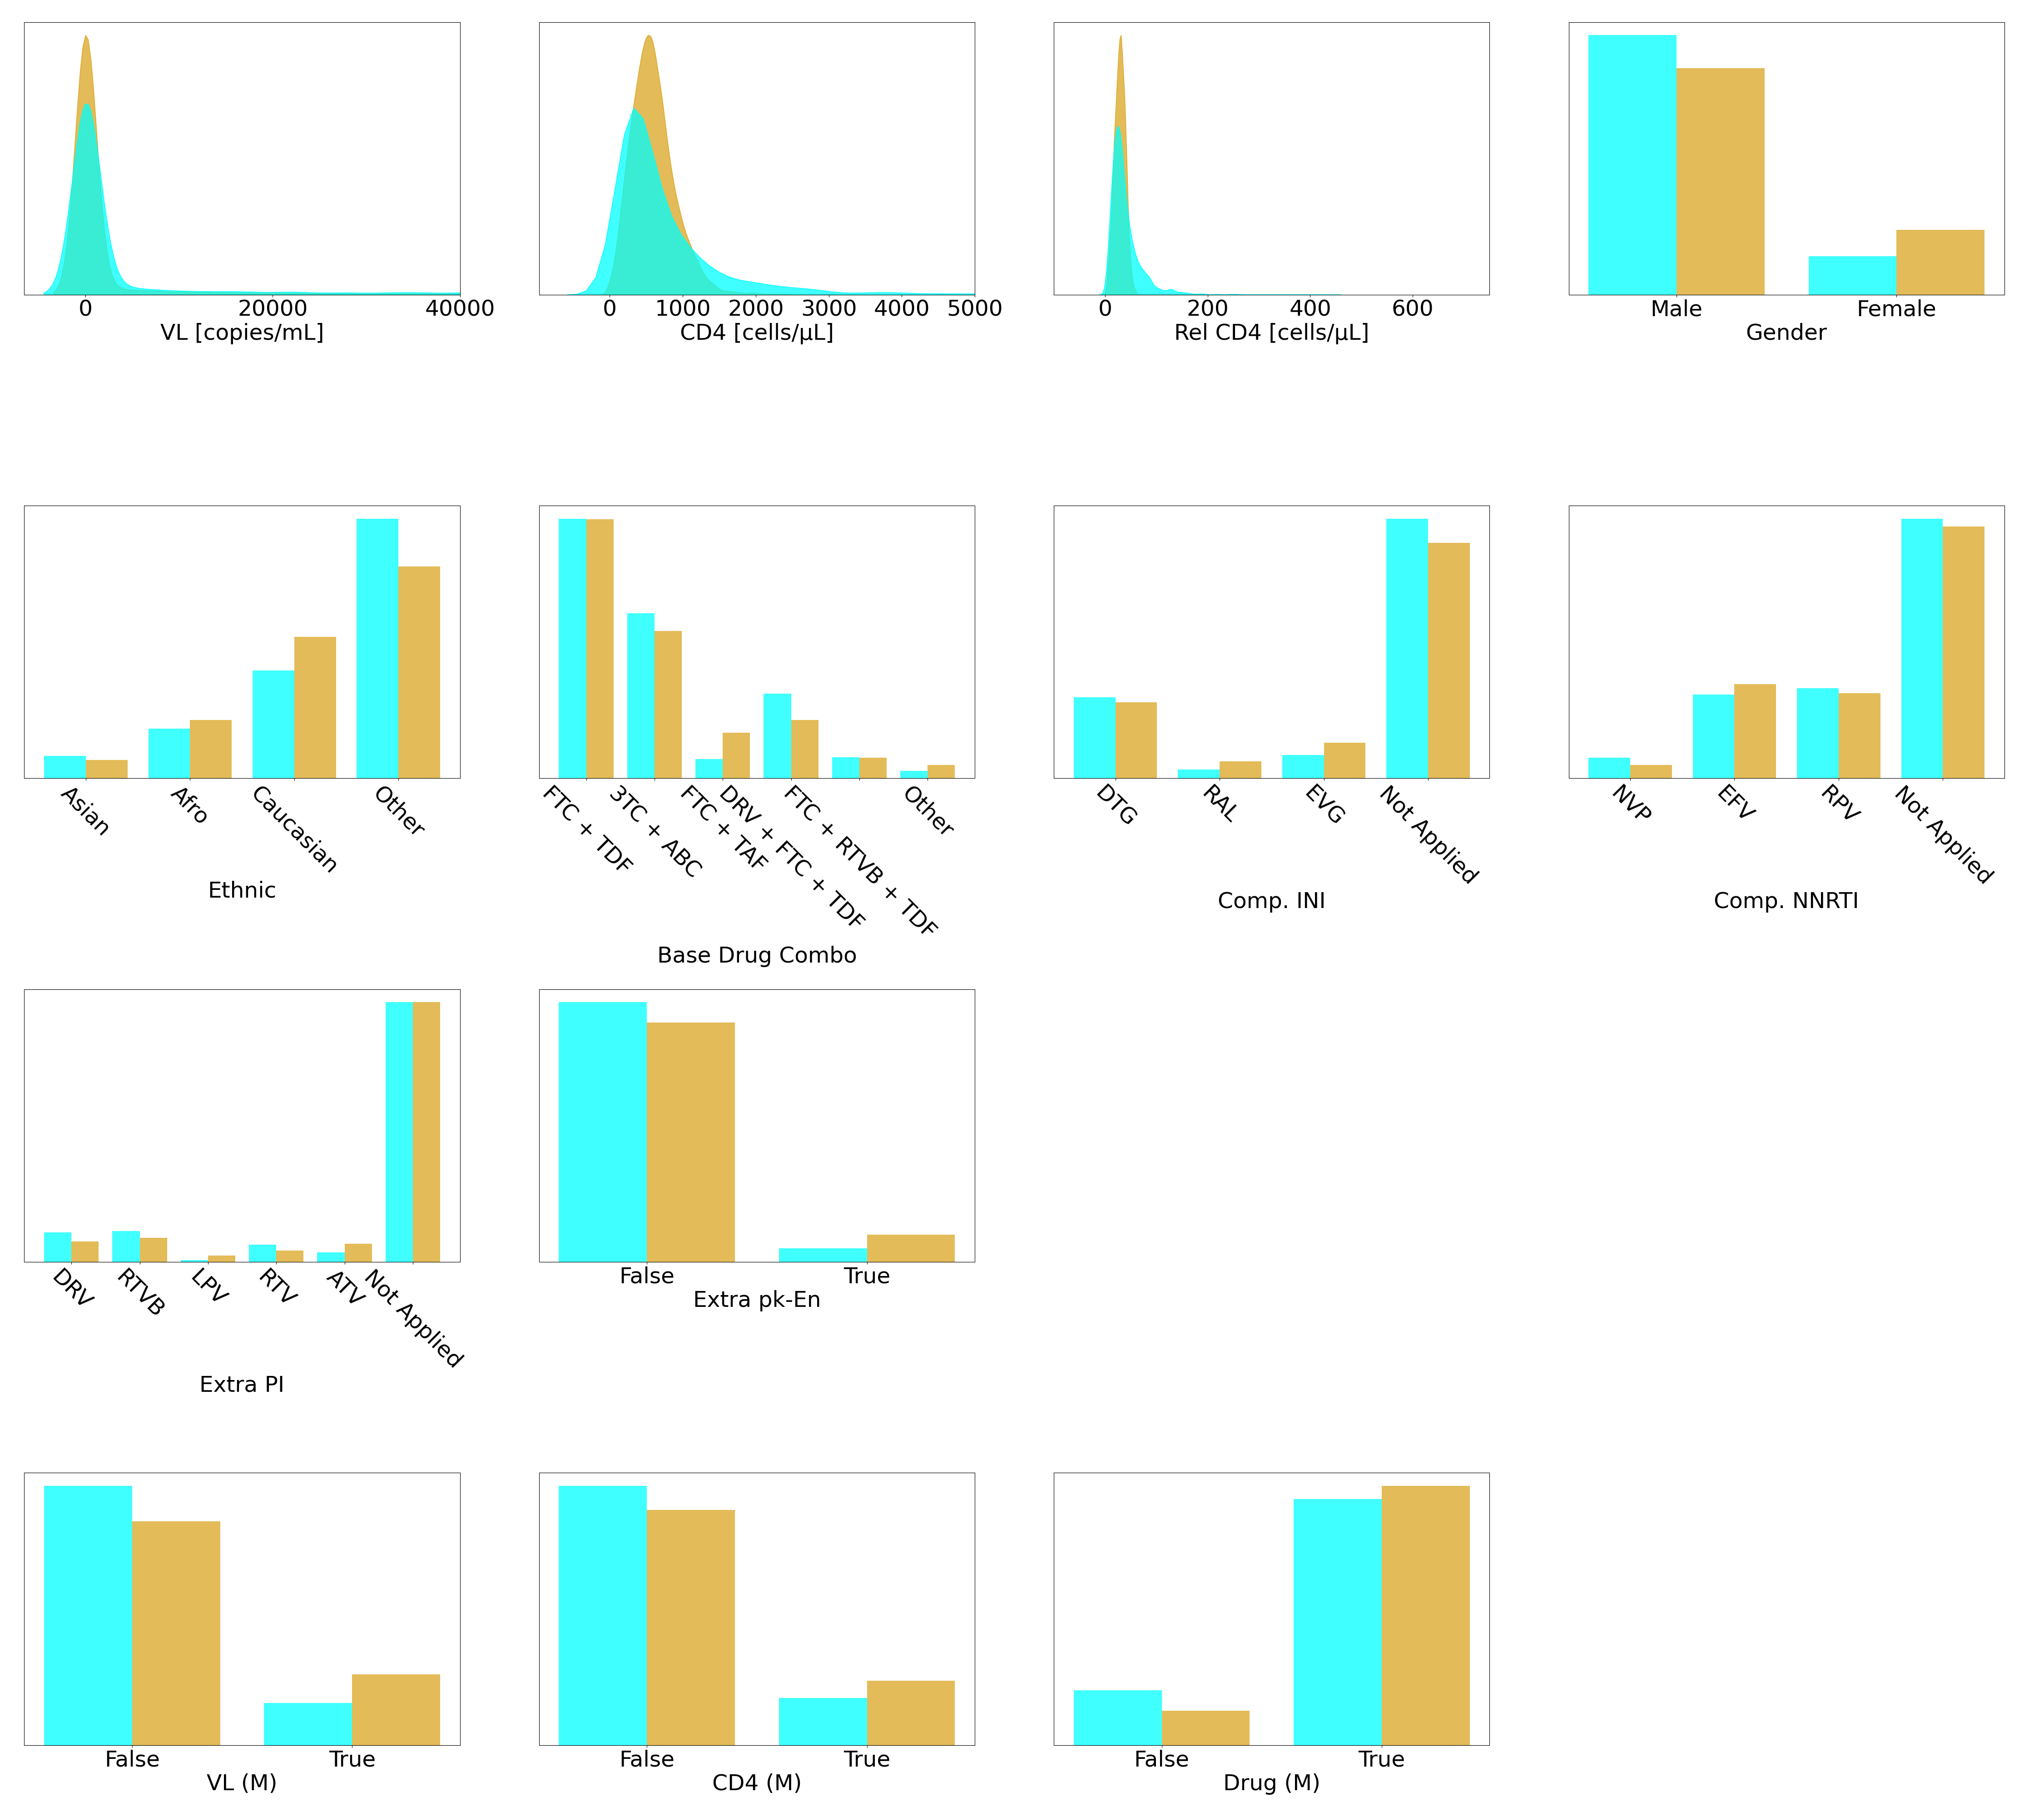 0 20000 40000
VL [copies/mL]
0 1000 2000 3000 4000 5000
CD4 [cells/μL]
0 200 400 600
Rel CD4 [cells/μL]
Male Female
Gender
Asian
Afro
Caucasian
Other
Ethnic
FTC + TDF
3TC + ABC
FTC + TAF
DRV + FTC + TDF
FTC + RTVB + TDF
Other
Base Drug Combo
DTG
RAL
EVG
Not Applied
Comp. INI
NVP
EFV
RPV
Not Applied
Comp. NNRTI
DRV
RTVB
LPV
RTV
ATV
Not Applied
Extra PI
False True
Extra pk-En
False True
VL (M)
False True
CD4 (M)
False True
Drug (M)